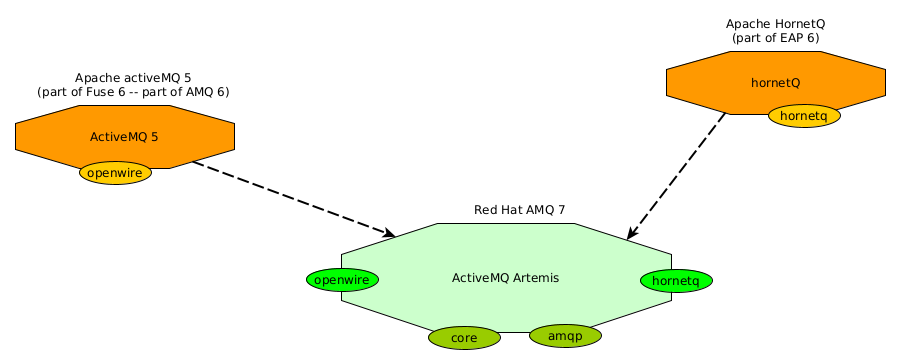 Apache HornetQ
(part of EAP 6)
hornetQ
hornetq
Apache activeMQ 5
(part of Fuse 6 -- part of AMQ 6)
ActiveMQ 5
openwire
Red Hat AMQ 7
ActiveMQ Artemis
openwire
hornetq
core
amqp